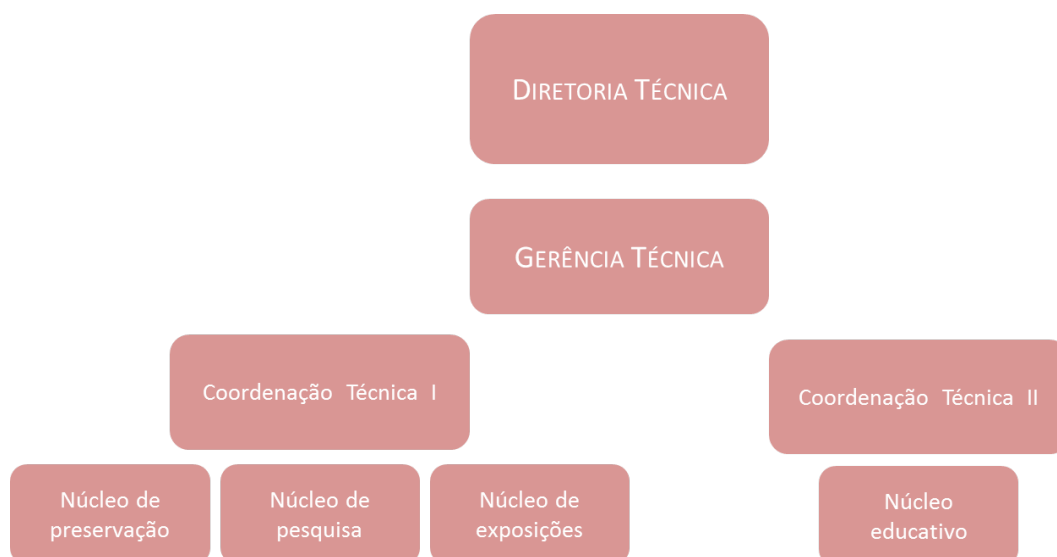 DIRETORIA TÉCNICA
GERÊNCIA TÉCNICA
Coordenação Técnica I
Coordenação Técnica II
Núcleo de
preservação
Núcleo de
pesquisa
Núcleo de
exposições
Núcleo
educativo